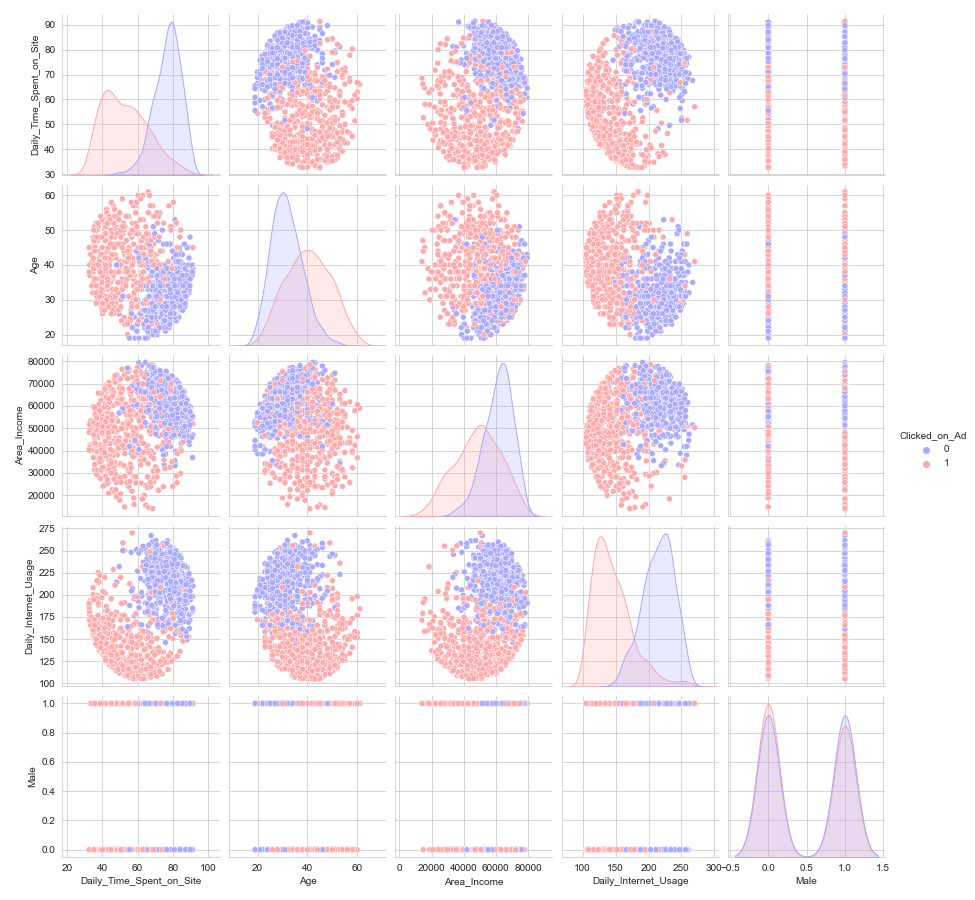 90
80
70
60
50
40
30
Daily_Time_Spent_on_Site
60
50
40
30
20
Age
80000
70000
60000
50000
40000
30000
20000
Area_Income
Clicked_on_Ad
0
1
275
250
225
200
175
150
125
100
Daily_Internet_Usage
1.0
0.8
0.6
0.4
0.2
0.0
Male
20 40 60 80 100
Daily_Time_Spent_on_Site
20 40 60
Age
0 20000 40000 60000 80000
Area_Income
100 150 200 250 300
Daily_Internet_Usage
−0.5 0.0 0.5 1.0 1.5
Male